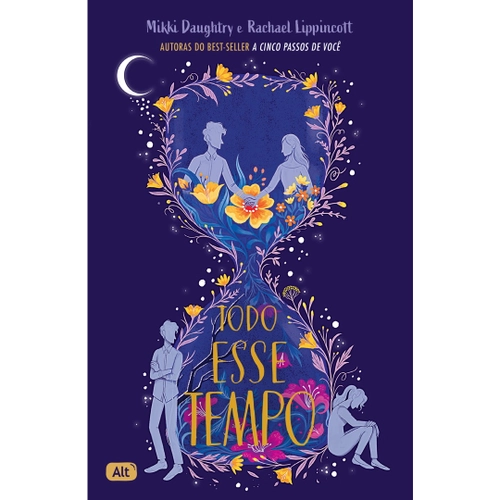 Mikki Daughtry e Rachael Lippincott
AUTORAS DO BEST-SELLER A CINCO PASSOS DE VOCÊ
TODO
ESSE
TEMPO
Alt